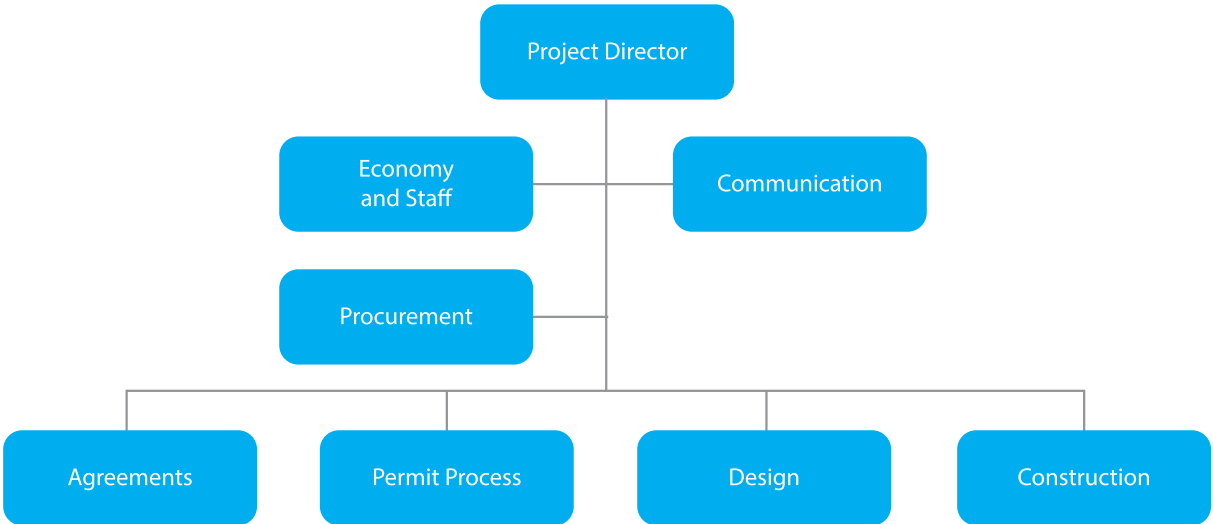 Project Director
Economy
and Staff
Communication
Procurement
Agreements
Permit Process
Design
Construction